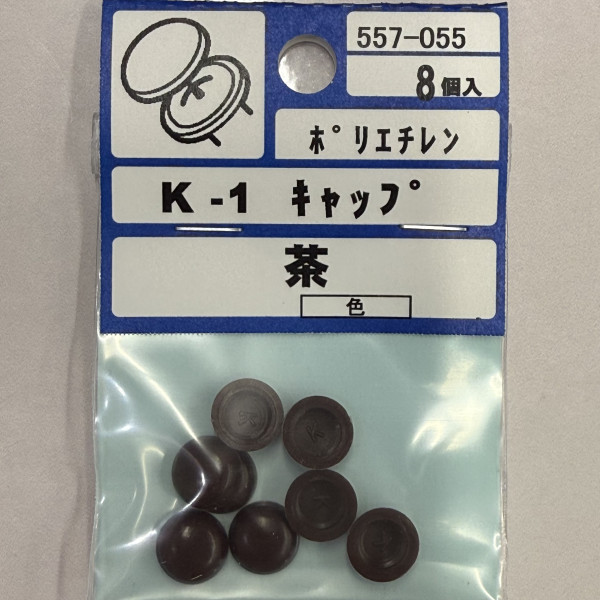 557-055
8個入
ﾎﾟﾘｴﾁﾚﾝ
K-1 ｷｬｯﾌﾟ
茶
色